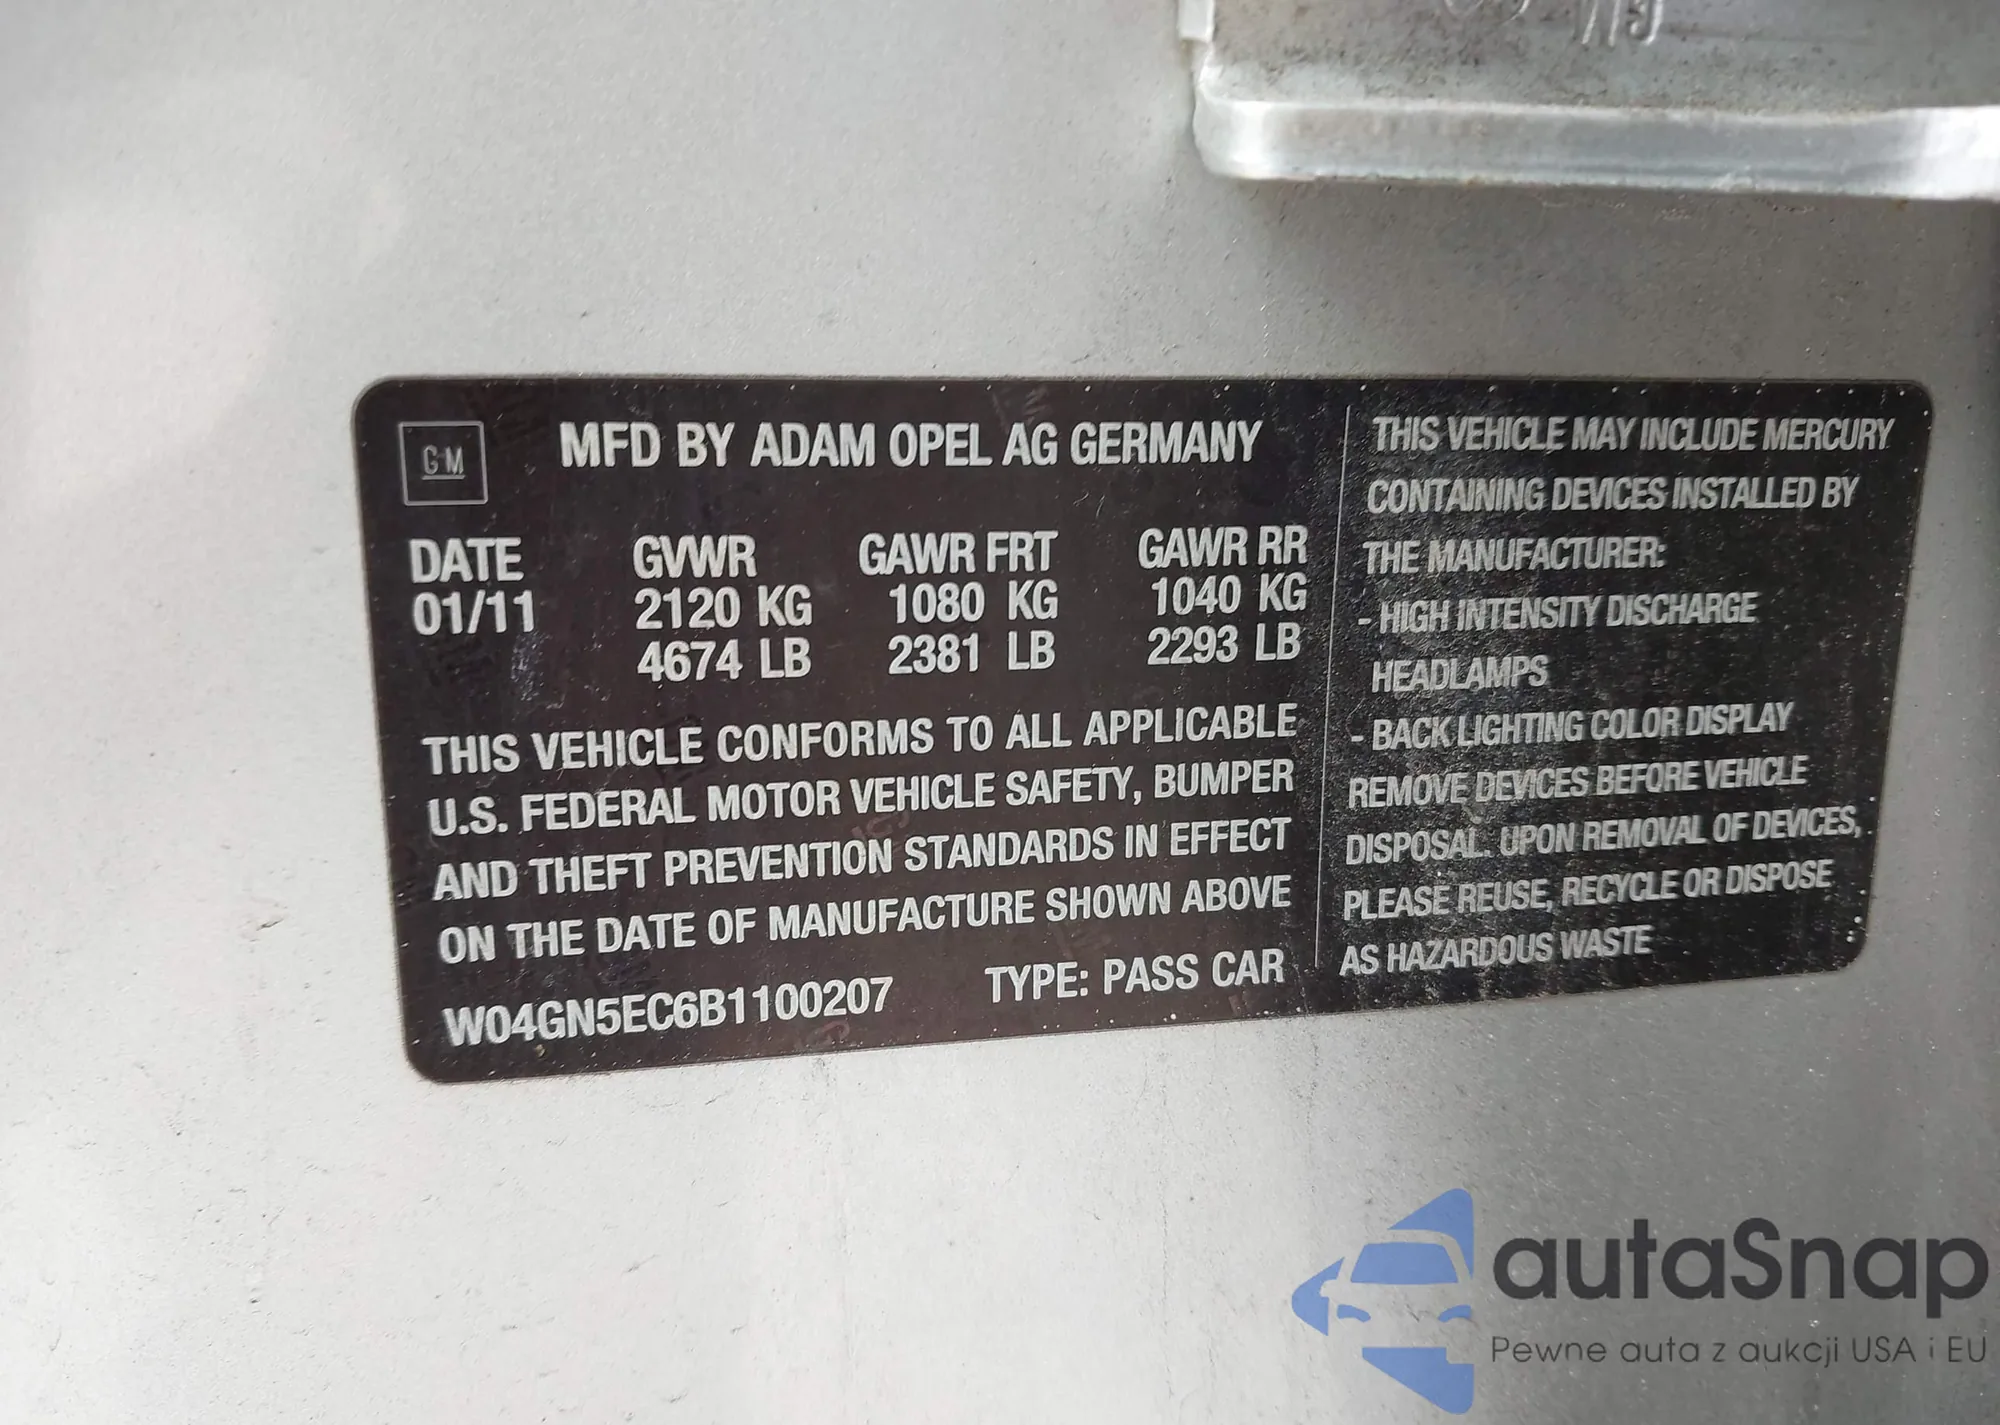 GM
MFD BY ADAM OPEL AG GERMANY
DATE GVWR GAWR FRT GAWR RR
01/11 2120 KG 1080 KG 1040 KG
4674 LB 2381 LB 2293 LB
THIS VEHICLE CONFORMS TO ALL APPLICABLE
U.S. FEDERAL MOTOR VEHICLE SAFETY, BUMPER
AND THEFT PREVENTION STANDARDS IN EFFECT
ON THE DATE OF MANUFACTURE SHOWN ABOVE
W04GN5EC6B1100207 TYPE: PASS CAR
THIS VEHICLE MAY INCLUDE MERCURY
CONTAINING DEVICES INSTALLED BY
THE MANUFACTURER:
- HIGH INTENSITY DISCHARGE
HEADLAMPS
- BACK LIGHTING COLOR DISPLAY
REMOVE DEVICES BEFORE VEHICLE
DISPOSAL. UPON REMOVAL OF DEVICES,
PLEASE REUSE, RECYCLE OR DISPOSE
AS HAZARDOUS WASTE
autaSnap
Pewne auta z aukcji USA i EU